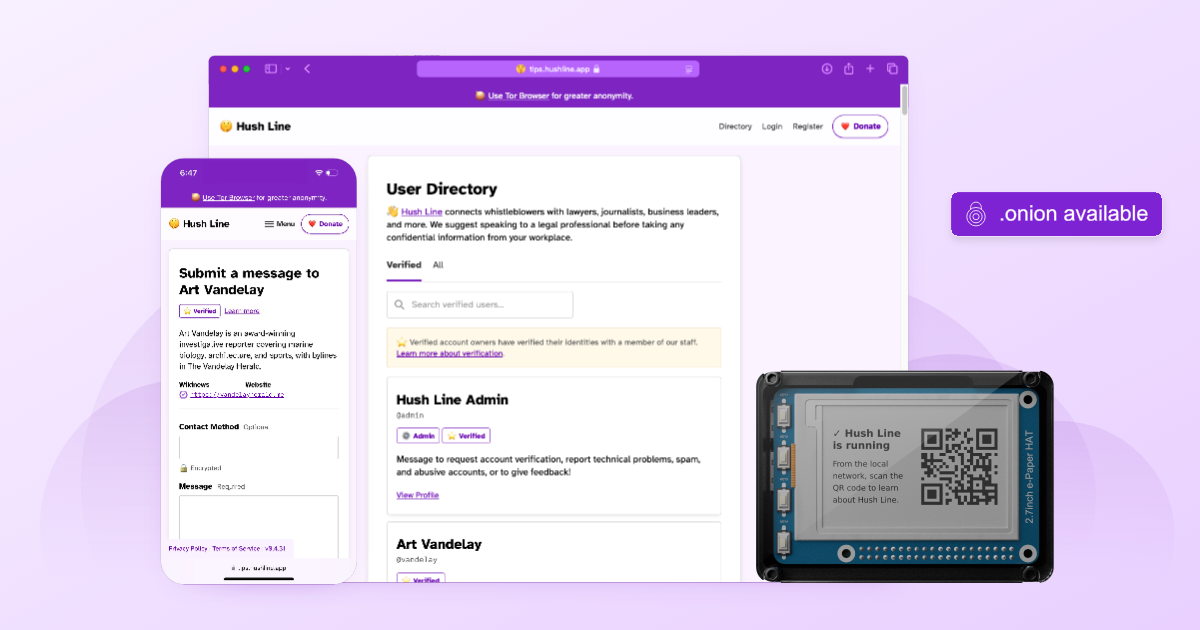 tips.hushline.app
Use Tor Browser for greater anonymity.
Hush Line
Directory Login Register Donate
User Directory
Hush Line connects whistleblowers with lawyers, journalists, business leaders,
and more. We suggest speaking to a legal professional before taking any
confidential information from your workplace.
Verified All
Search verified users...
Verified account owners have verified their identities with a member of our staff.
Learn more about verification.
Hush Line Admin
@admin
Admin Verified
Message to request account verification, report technical problems, spam,
and abusive accounts, or to give feedback!
View Profile
Art Vandelay
@vandelay
Verified
6:47
Use Tor Browser for greater anonymity.
Hush Line Menu Donate
Submit a message to
Art Vandelay
Verified Learn more
Art Vandelay is an award-winning
investigative reporter covering marine
biology, architecture, and sports, with bylines
in The Vandelay Herald.
Wikinews Website
https://vandelayherald.me
Contact Method Optional
Encrypted
Message Required
Privacy Policy Terms of Service
tips.hushline.app
.onion available
✓ Hush Line
is running
From the local
network, scan the
QR code to learn
about Hush Line.
2.7inch e-Paper HAT